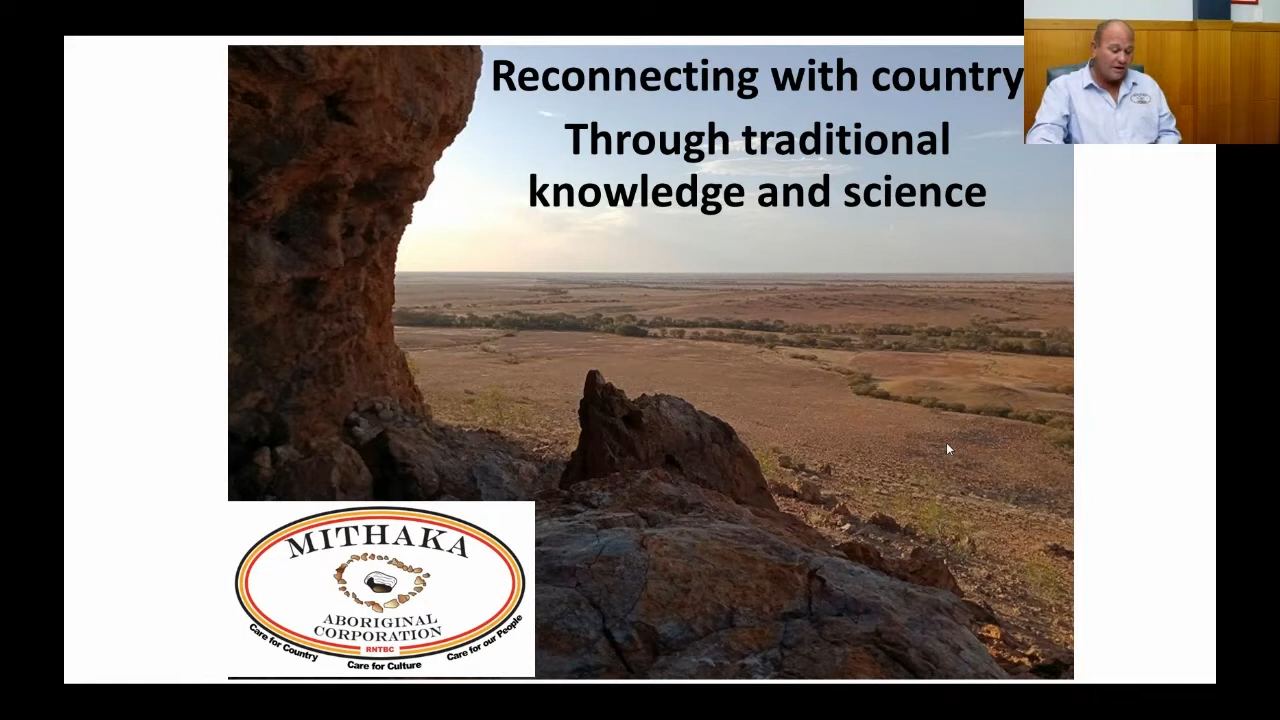 Reconnecting with country
Through traditional
knowledge and science
MITHAKA
ABORIGINAL
CORPORATION
RNTBC
Care for Country
Care for Culture
Care for our People